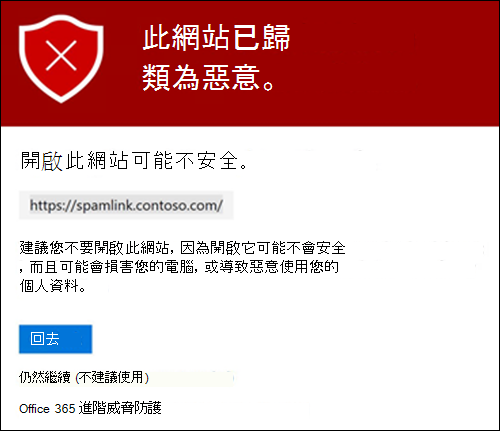 此網站已歸
類為惡意。
開啟此網站可能不安全。
https://spamlink.contoso.com/
建議您不要開啟此網站, 因為開啟它可能不會安全
, 而且可能會損害您的電腦, 或導致惡意使用您的
個人資料。
回去
仍然繼續 (不建議使用)
Office 365 進階威脅防護